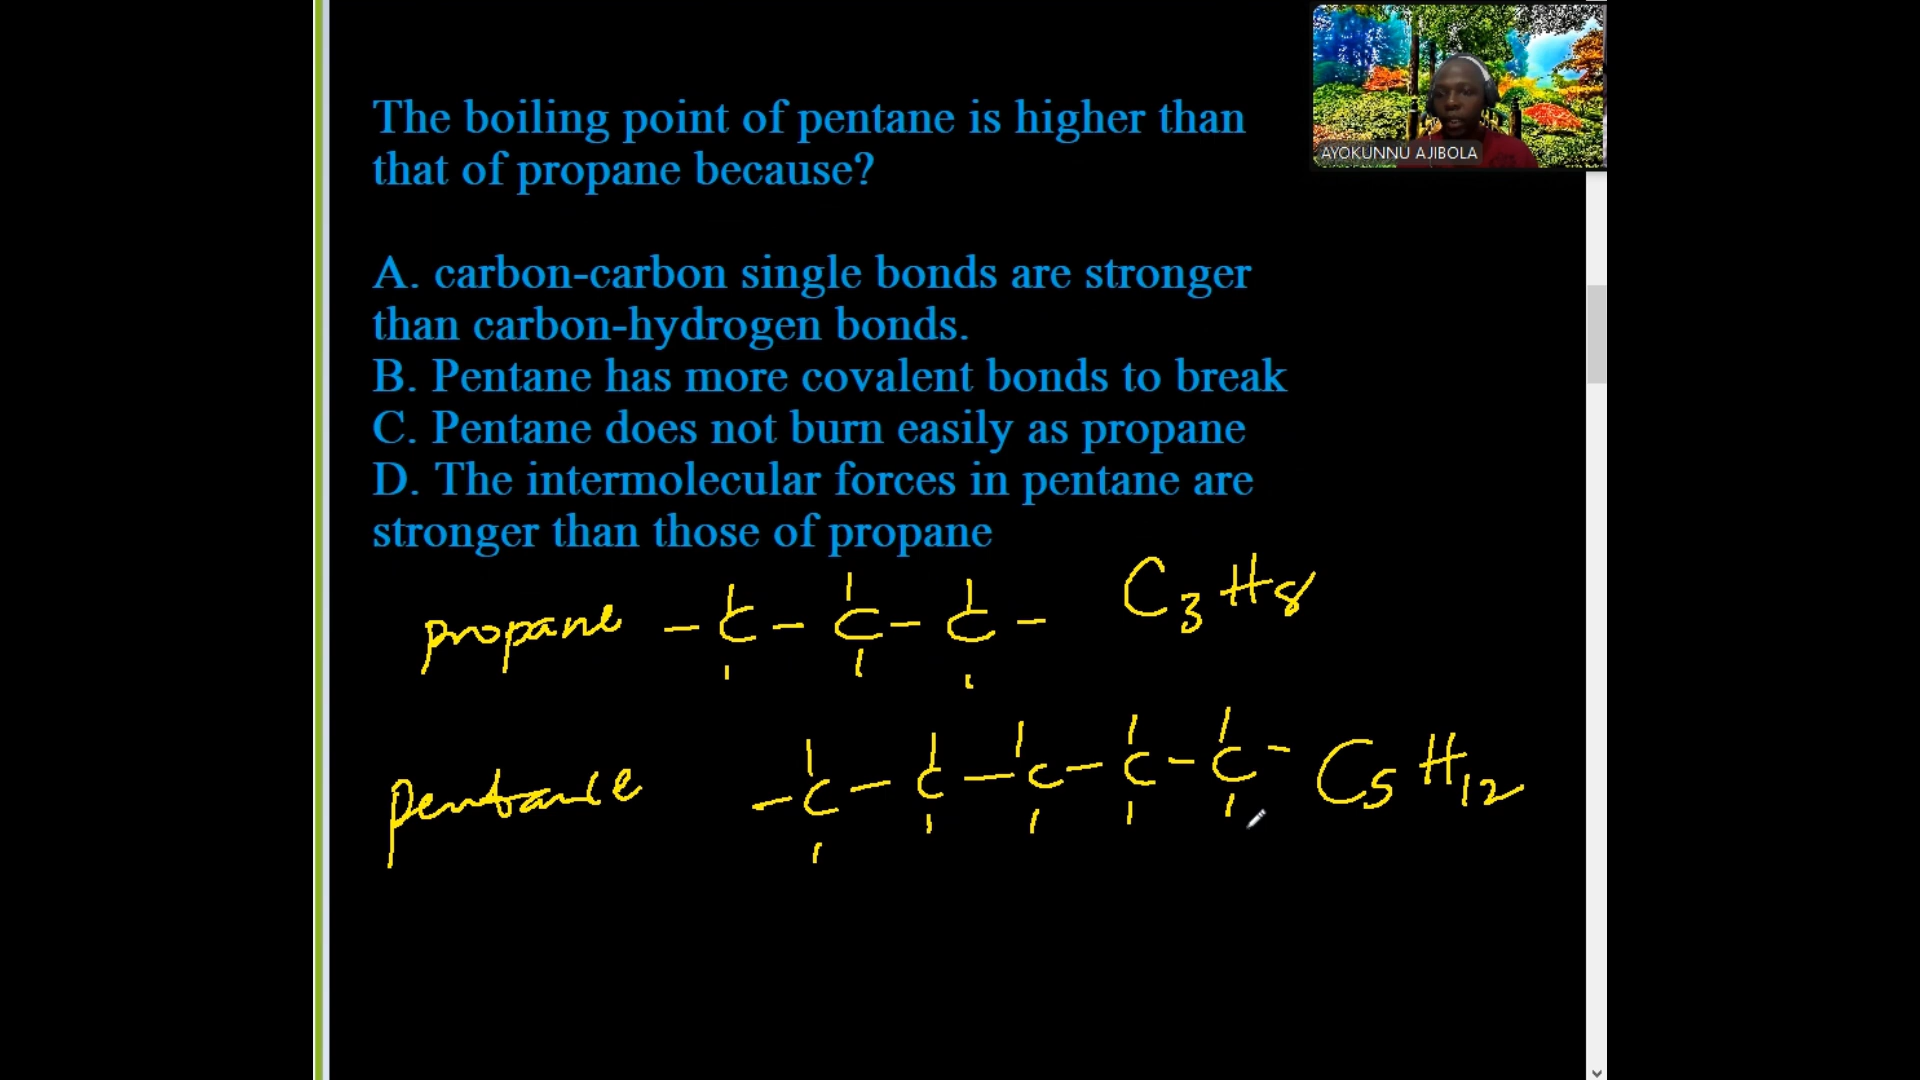 AYOKUNNU AJIBOLA
The boiling point of pentane is higher than
that of propane because?
A. carbon-carbon single bonds are stronger
than carbon-hydrogen bonds.
B. Pentane has more covalent bonds to break
C. Pentane does not burn easily as propane
D. The intermolecular forces in pentane are
stronger than those of propane
propane - C - C - C - C3H8
pentane - C - C - C - C - C - C5H12